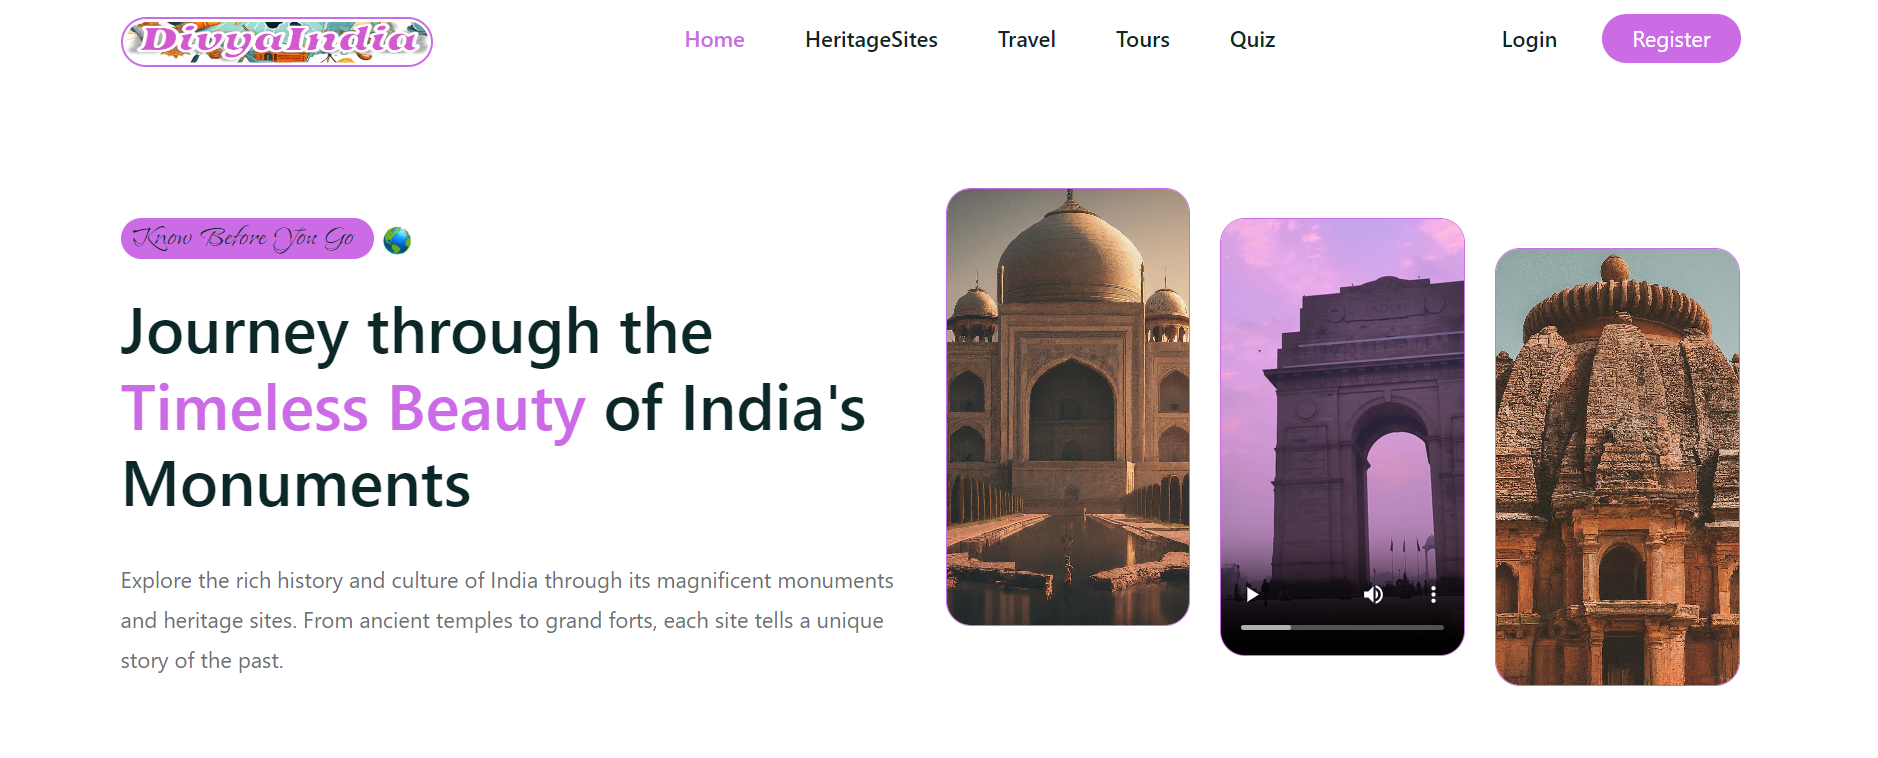 DivyaIndia
Home HeritageSites Travel Tours Quiz Login Register
Know Before You Go
Journey through the
Timeless Beauty of India's
Monuments
Explore the rich history and culture of India through its magnificent monuments
and heritage sites. From ancient temples to grand forts, each site tells a unique
story of the past.
INDIA